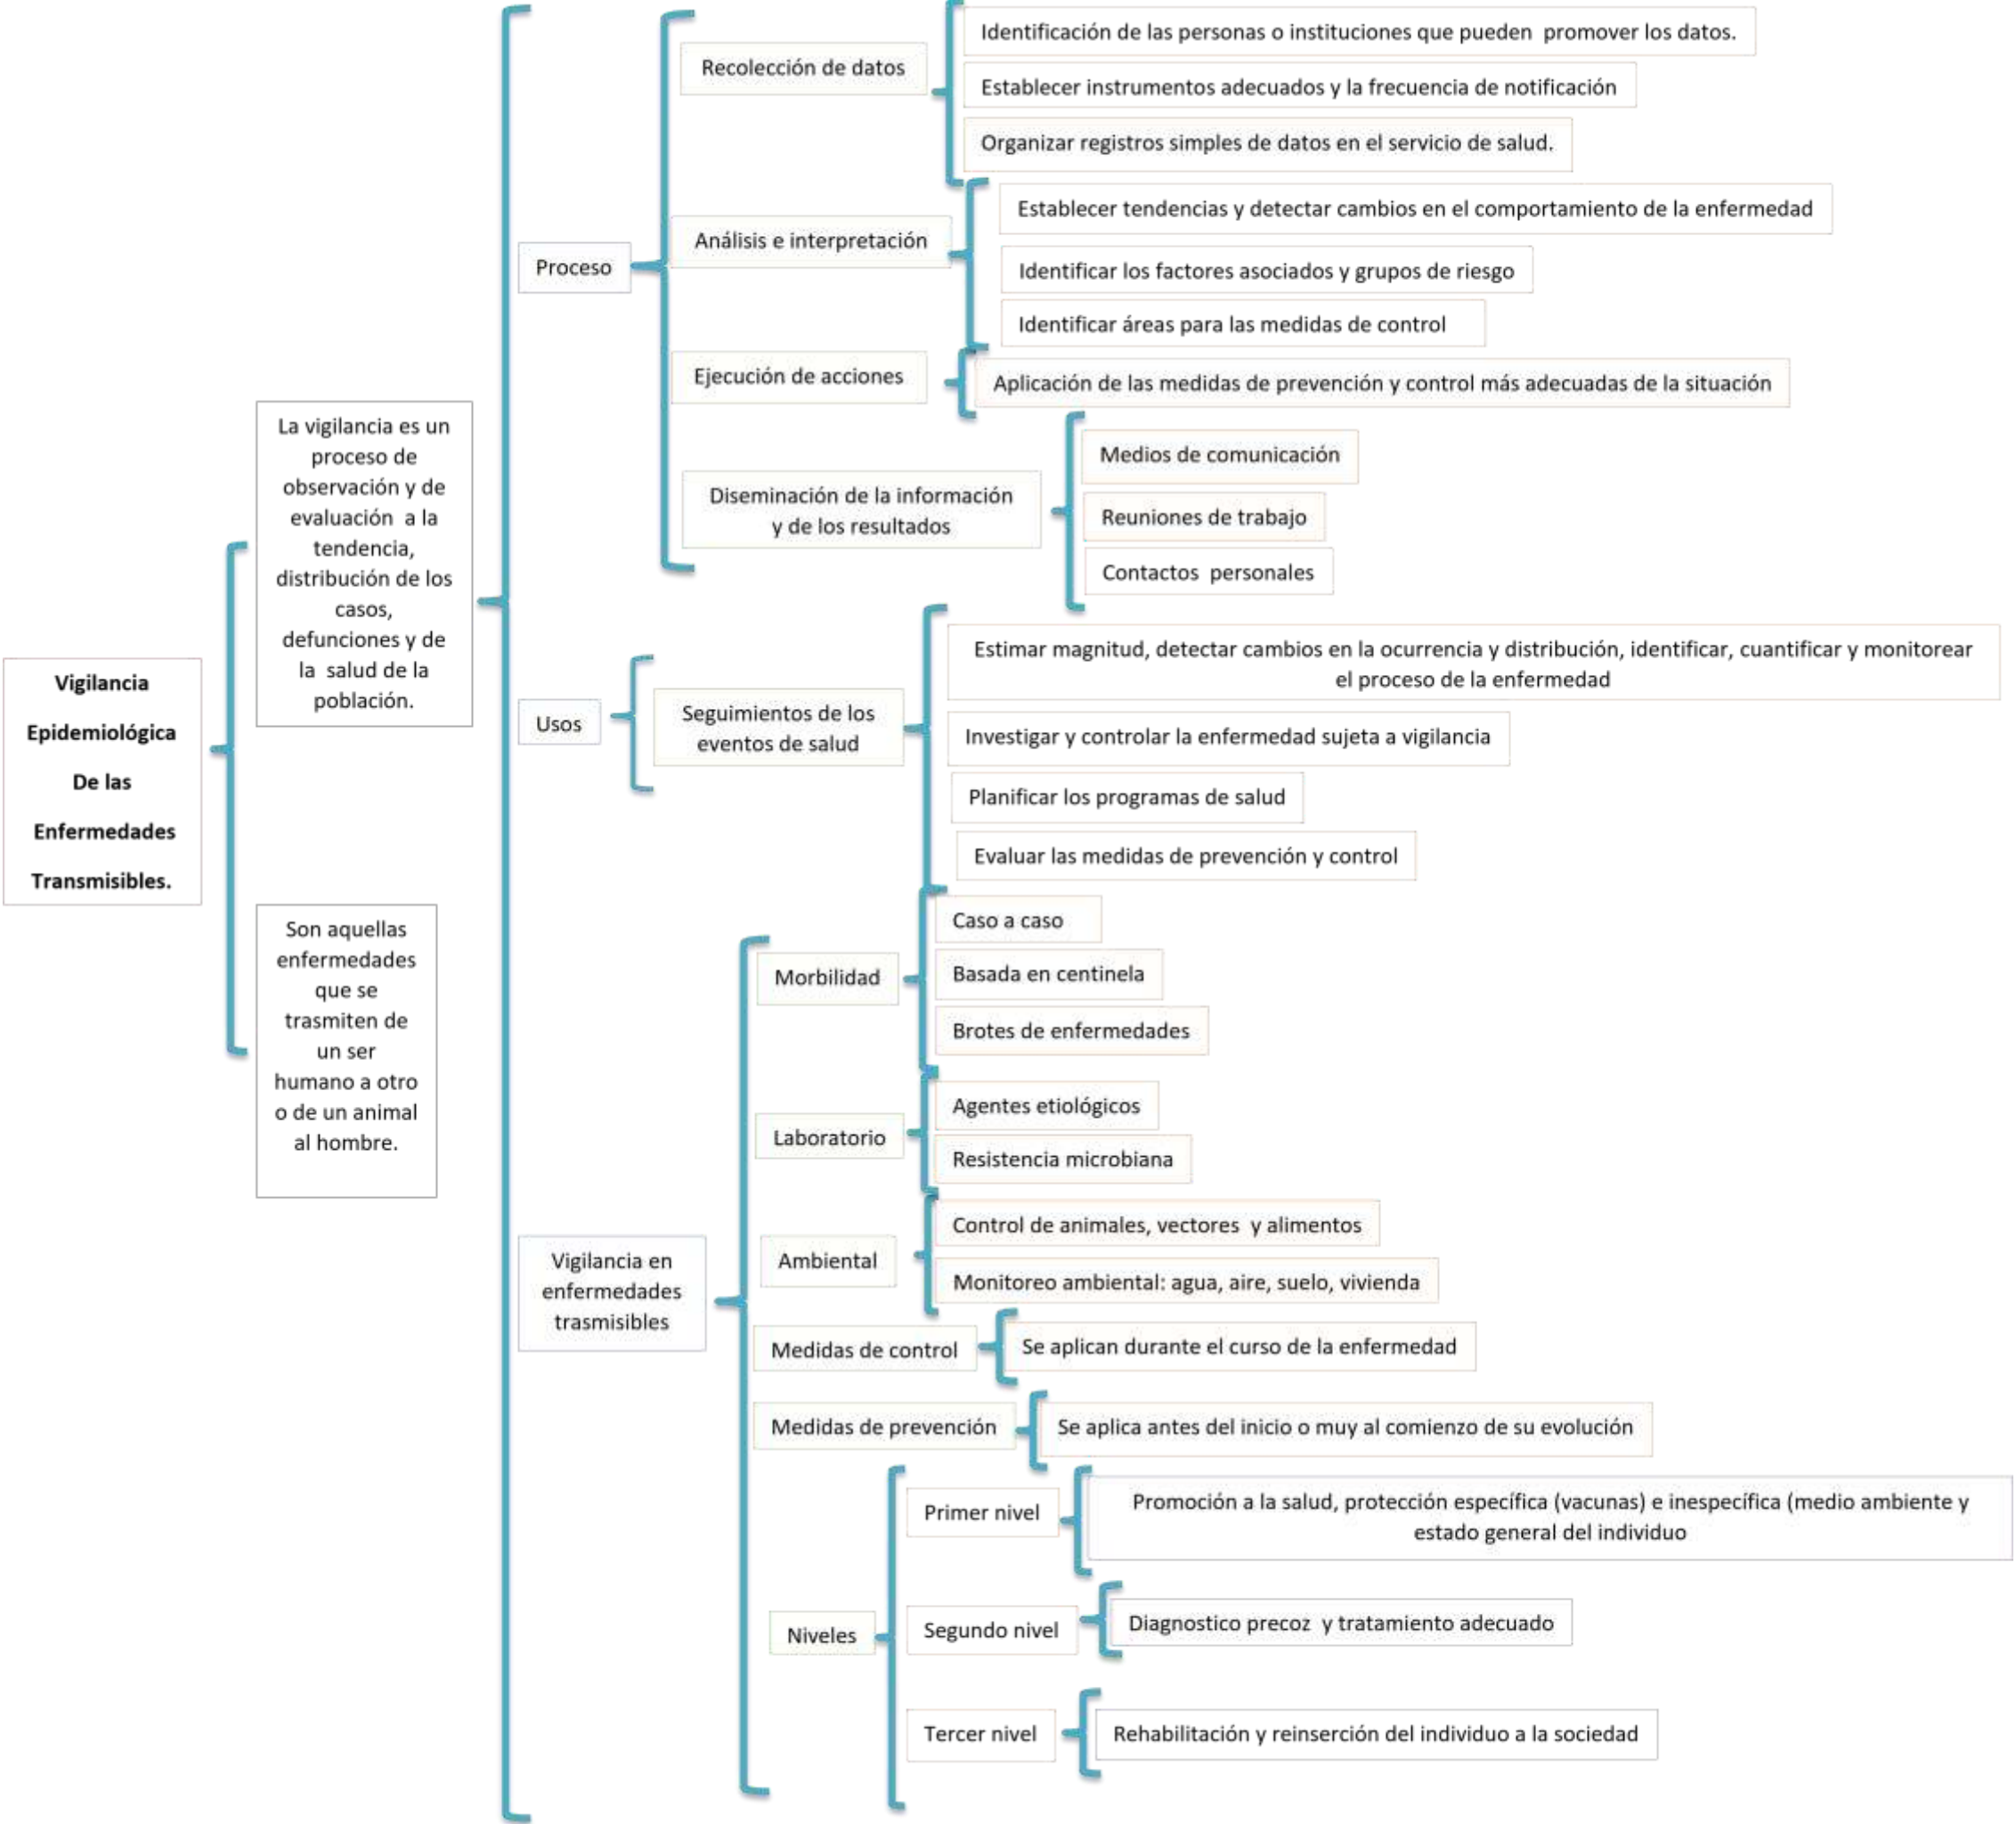 Vigilancia
Epidemiológica
De las
Enfermedades
Transmisibles.
La vigilancia es un
proceso de
observación y de
evaluación a la
tendencia,
distribución de los
casos,
defunciones y de
la salud de la
población.
Son aquellas
enfermedades
que se
trasmiten de
un ser
humano a otro
o de un animal
al hombre.
Proceso
Recolección de datos
Identificación de las personas o instituciones que pueden promover los datos.
Establecer instrumentos adecuados y la frecuencia de notificación
Organizar registros simples de datos en el servicio de salud.
Análisis e interpretación
Establecer tendencias y detectar cambios en el comportamiento de la enfermedad
Identificar los factores asociados y grupos de riesgo
Identificar áreas para las medidas de control
Ejecución de acciones
Aplicación de las medidas de prevención y control más adecuadas de la situación
Diseminación de la información
y de los resultados
Medios de comunicación
Reuniones de trabajo
Contactos personales
Usos
Seguimientos de los
eventos de salud
Estimar magnitud, detectar cambios en la ocurrencia y distribución, identificar, cuantificar y monitorear
el proceso de la enfermedad
Investigar y controlar la enfermedad sujeta a vigilancia
Planificar los programas de salud
Evaluar las medidas de prevención y control
Vigilancia en
enfermedades
trasmisibles
Morbilidad
Caso a caso
Basada en centinela
Brotes de enfermedades
Laboratorio
Agentes etiológicos
Resistencia microbiana
Ambiental
Control de animales, vectores y alimentos
Monitoreo ambiental: agua, aire, suelo, vivienda
Medidas de control
Se aplican durante el curso de la enfermedad
Medidas de prevención
Se aplica antes del inicio o muy al comienzo de su evolución
Niveles
Primer nivel
Promoción a la salud, protección específica (vacunas) e inespecífica (medio ambiente y
estado general del individuo
Segundo nivel
Diagnostico precoz y tratamiento adecuado
Tercer nivel
Rehabilitación y reinserción del individuo a la sociedad